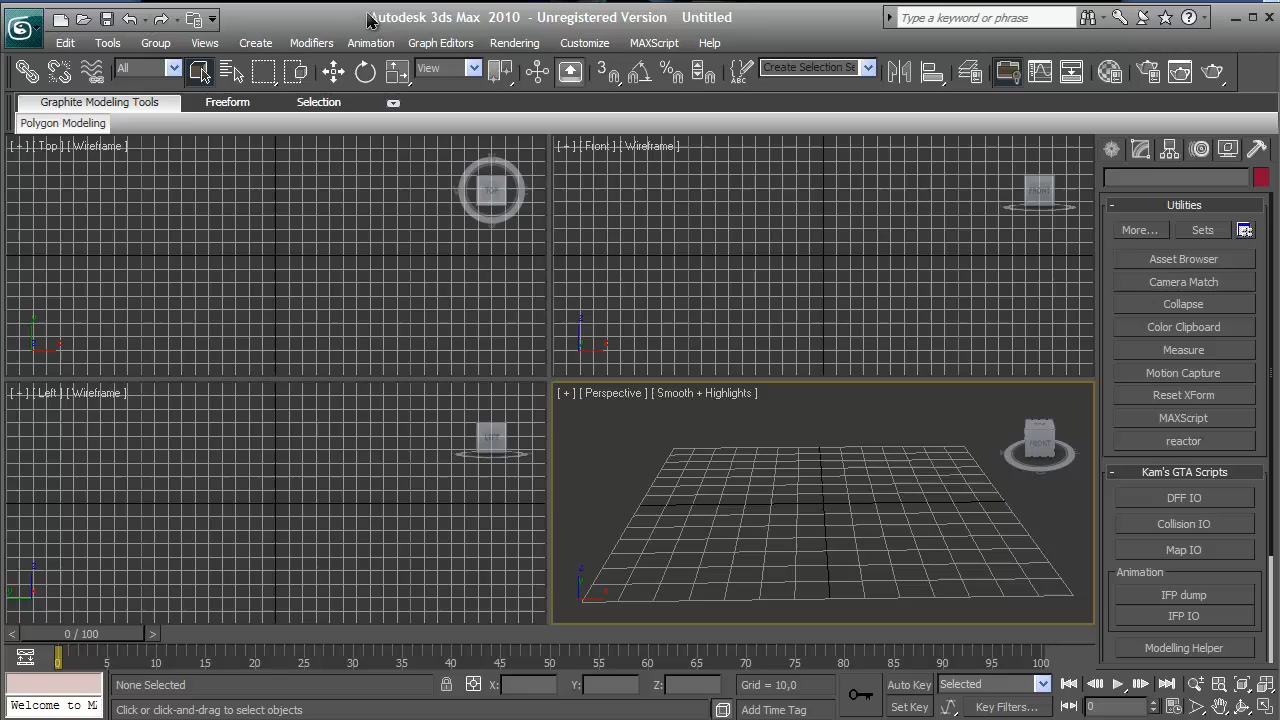 Autodesk 3ds Max 2010 - Unregistered Version Untitled
Type a keyword or phrase
Edit Tools Group Views Create Modifiers Animation Graph Editors Rendering Customize MAXScript Help
All View 3 Create Selection Se
Graphite Modeling Tools Freeform Selection
Polygon Modeling
[ + ] [ Top ] [ Wireframe ]
TOP
[ + ] [ Front ] [ Wireframe ]
FRONT
[ + ] [ Left ] [ Wireframe ]
LEFT
[ + ] [ Perspective ] [ Smooth + Highlights ]
FRONT
- Utilities
More... Sets
Asset Browser
Camera Match
Collapse
Color Clipboard
Measure
Motion Capture
Reset XForm
MAXScript
reactor
- Kam's GTA Scripts
DFF IO
Collision IO
Map IO
Animation
IFP dump
IFP IO
Modelling Helper
< 0 / 100 >
0 5 10 15 20 25 30 35 40 45 50 55 60 65 70 75 80 85 90 95 100
None Selected X: Y: Z: Grid = 10,0 Auto Key Selected
Welcome to MA
Click or click-and-drag to select objects Add Time Tag Set Key Key Filters... 0